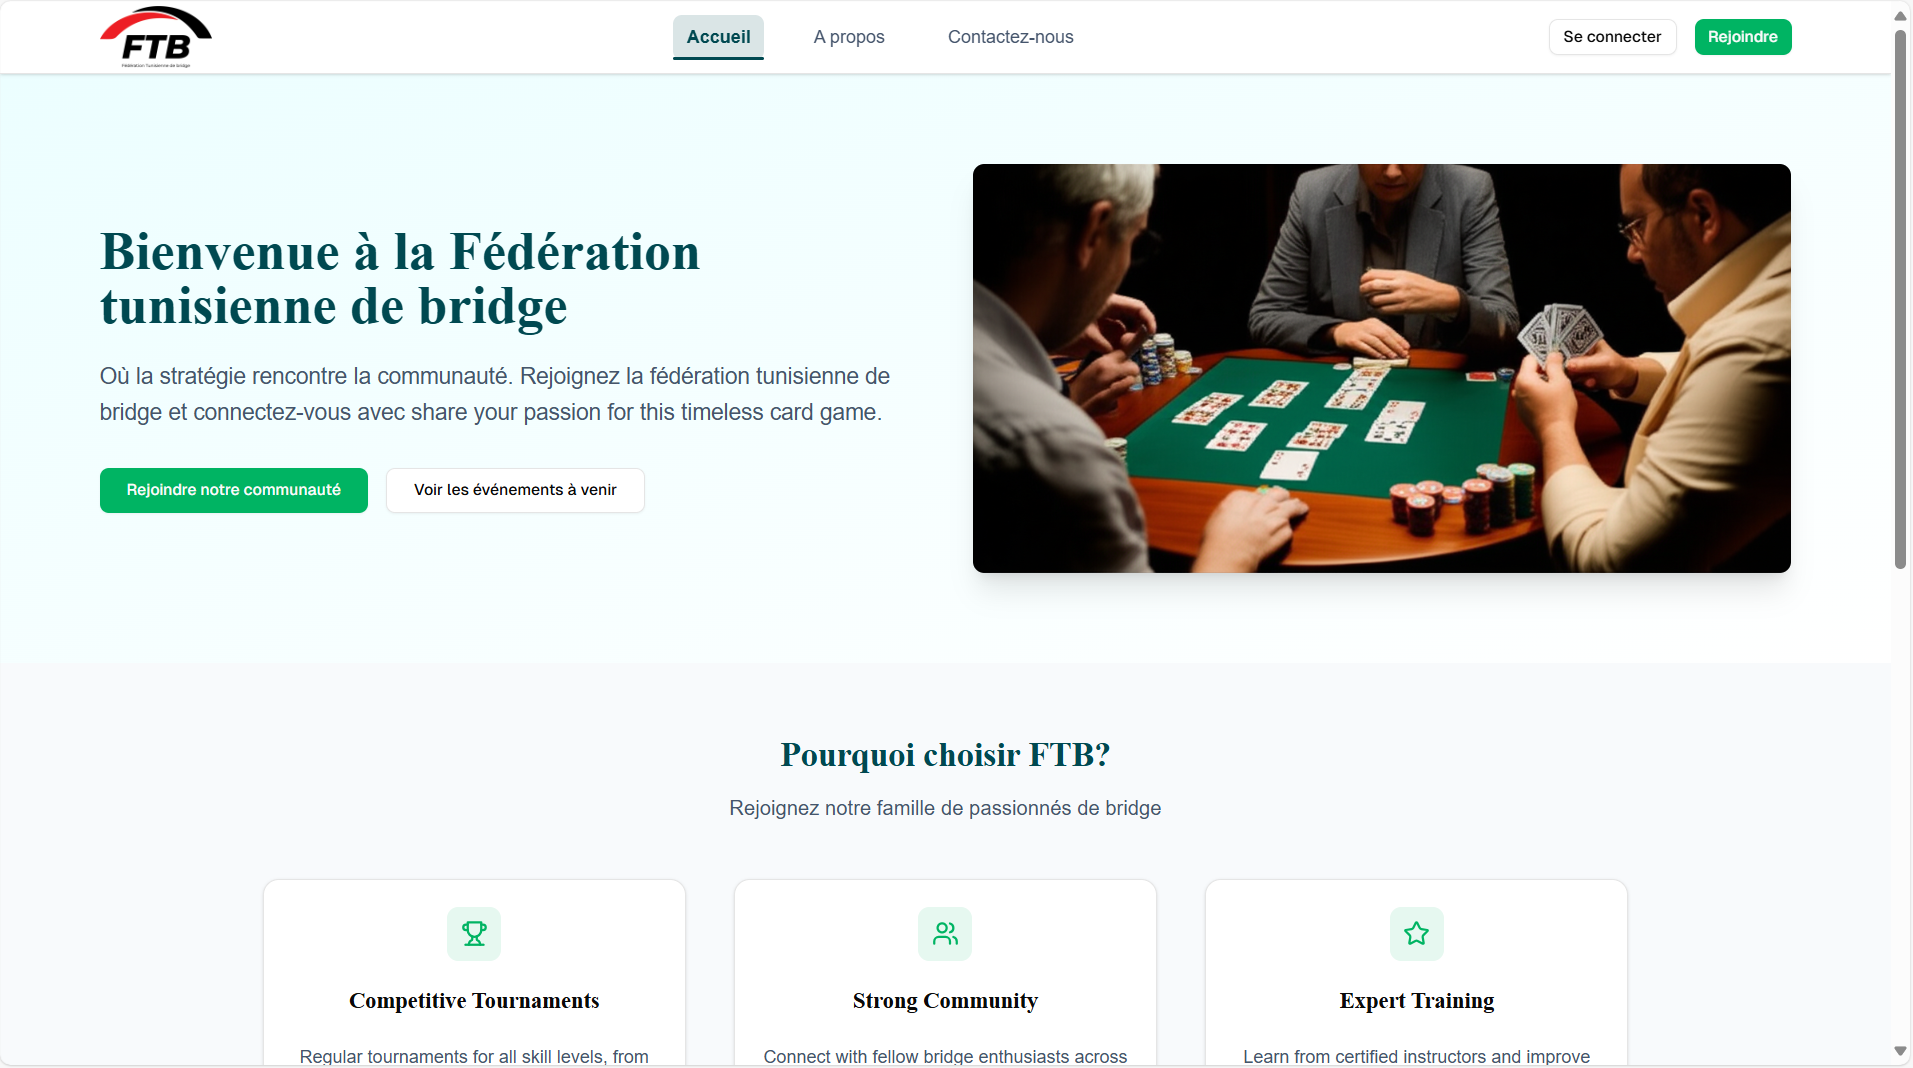 FTB
Fédération Tunisienne de bridge
Accueil
A propos
Contactez-nous
Se connecter
Rejoindre
Bienvenue à la Fédération
tunisienne de bridge
Où la stratégie rencontre la communauté. Rejoignez la fédération tunisienne de
bridge et connectez-vous avec share your passion for this timeless card game.
Rejoindre notre communauté
Voir les événements à venir
Pourquoi choisir FTB?
Rejoignez notre famille de passionnés de bridge
Competitive Tournaments
Strong Community
Expert Training
Regular tournaments for all skill levels, from
Connect with fellow bridge enthusiasts across
Learn from certified instructors and improve